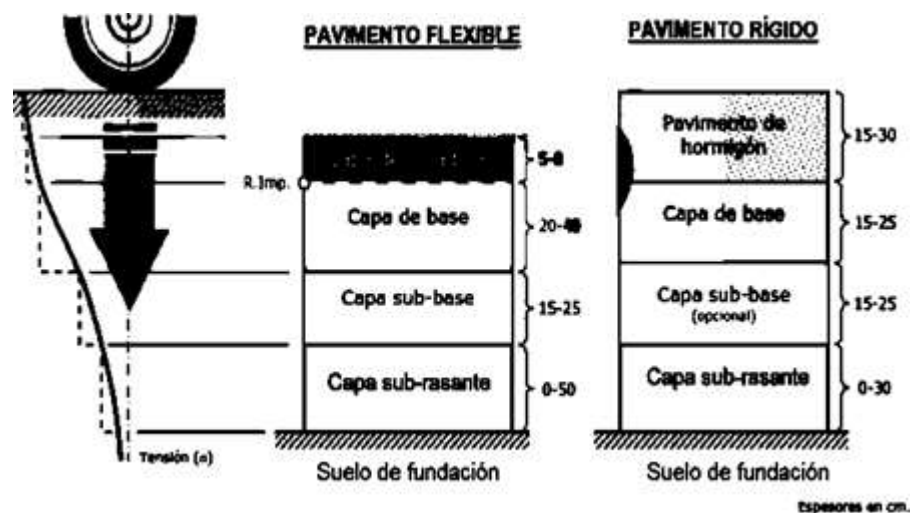 PAVIMENTO FLEXIBLE
PAVIMENTO RÍGIDO
R.Imp.
Tensión (σ)
5-8
Capa de base
20-40
Capa sub-base
15-25
Capa sub-rasante
0-50
Suelo de fundación
Pavimento de
hormigón
15-30
Capa de base
15-25
Capa sub-base
(opcional)
15-25
Capa sub-rasante
0-30
Suelo de fundación
Espesores en cm.